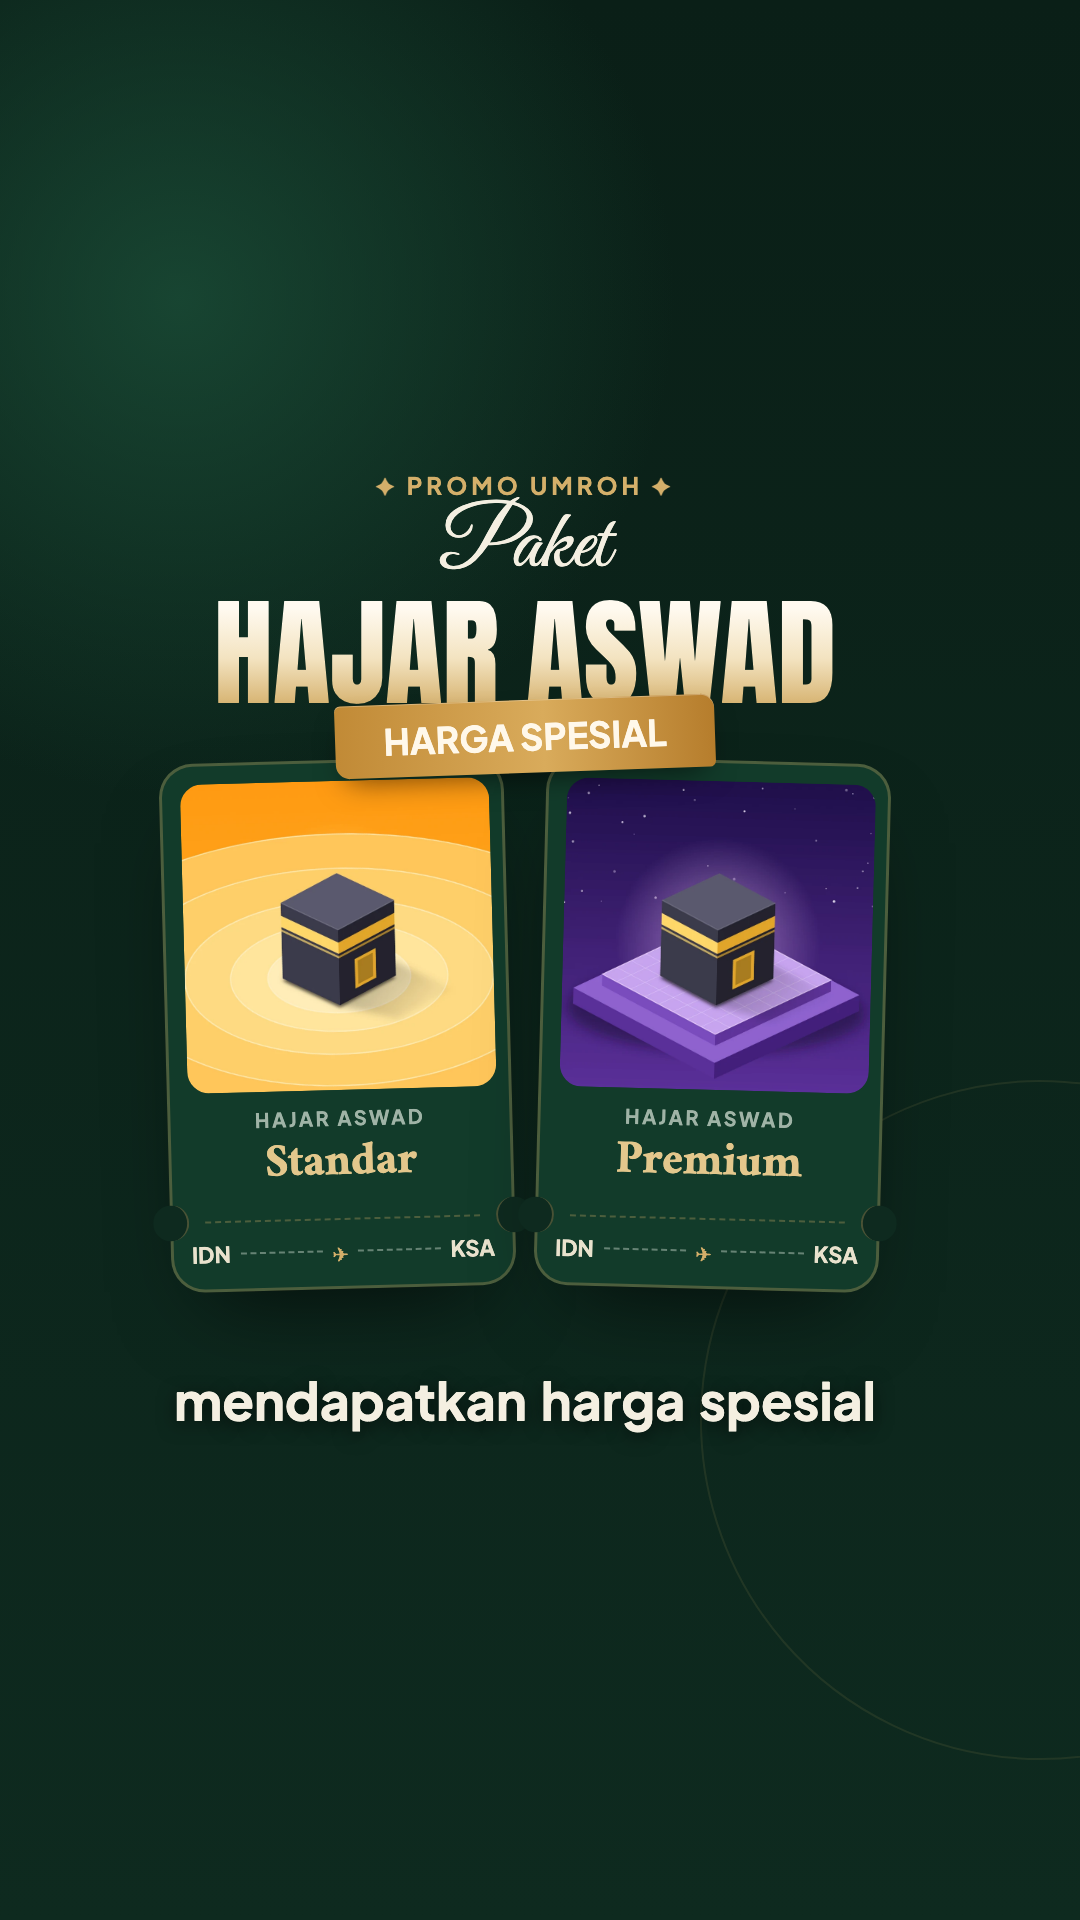 PROMO UMROH
Paket
HAJAR ASWAD
HARGA SPESIAL
HAJAR ASWAD
Standar
IDN KSA
HAJAR ASWAD
Premium
IDN KSA
mendapatkan harga spesial